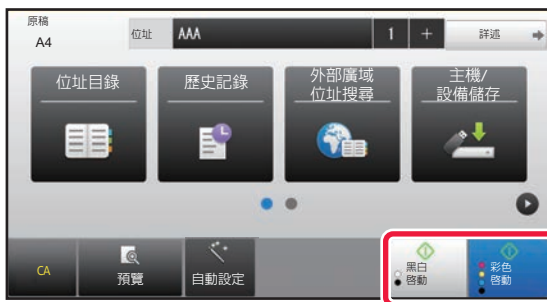 原稿
A4
位址 AAA 1 + 詳述
位址目錄
歷史記錄
外部廣域
位址搜尋
主機/
設備儲存
CA
預覽
自動設定
黑白
啓動
彩色
啓動